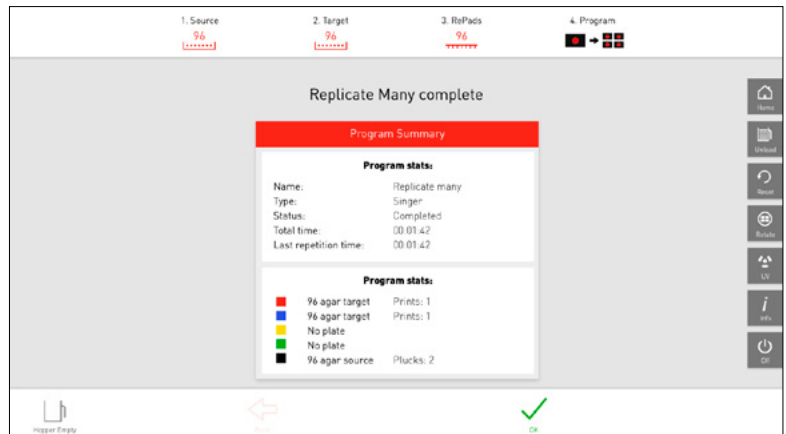 1. Source 2. Target 3. RePads 4. Program
96 96 96
Replicate Many complete
Home
Program Summary
Unload
Program stats:
Name: Replicate many
Reset
Type: Singer
Status: Completed
Rotate
Total time: 00:01:42
Last repetition time: 00:01:42
UV
Program stats:
96 agar target Prints: 1
Info
96 agar target Prints: 1
No plate
No plate
Off
96 agar source Plucks: 2
Hopper Empty Back OK